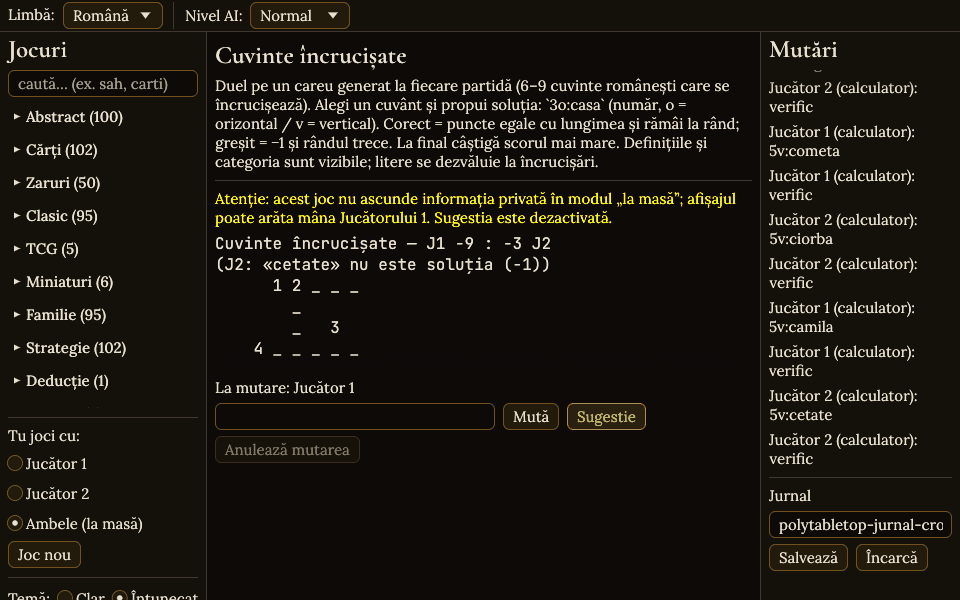 Limbă: Română ▼ Nivel AI: Normal ▼
Jocuri
caută... (ex. sah, carti)
▸ Abstract (100)
▸ Cărți (102)
▸ Zaruri (50)
▸ Clasic (95)
▸ TCG (5)
▸ Miniaturi (6)
▸ Familie (95)
▸ Strategie (102)
▸ Deducție (1)
Tu joci cu:
Jucător 1
Jucător 2
Ambele (la masă)
Joc nou
Temă: Clar Întunecat
Cuvinte încrucișate
Duel pe un careu generat la fiecare partidă (6–9 cuvinte românești care se
încrucișează). Alegi un cuvânt și propui soluția: `3o:casa` (număr, o =
orizontal / v = vertical). Corect = puncte egale cu lungimea și rămâi la rând;
greșit = −1 și rândul trece. La final câștigă scorul mai mare. Definițiile și
categoria sunt vizibile; litere se dezvăluie la încrucișări.
Atenție: acest joc nu ascunde informația privată în modul „la masă”; afișajul
poate arăta mâna Jucătorului 1. Sugestia este dezactivată.
Cuvinte încrucișate — J1 -9 : -3 J2
(J2: «cetate» nu este soluția (-1))
1 2 _ _ _
_
_ 3
4 _ _ _ _ _
La mutare: Jucător 1
Mută Sugestie
Anulează mutarea
Mutări
Jucător 2 (calculator):
verific
Jucător 1 (calculator):
5v:cometa
Jucător 1 (calculator):
verific
Jucător 2 (calculator):
5v:ciorba
Jucător 2 (calculator):
verific
Jucător 1 (calculator):
5v:camila
Jucător 1 (calculator):
verific
Jucător 2 (calculator):
5v:cetate
Jucător 2 (calculator):
verific
Jurnal
polytabletop-jurnal-cro
Salvează Încarcă